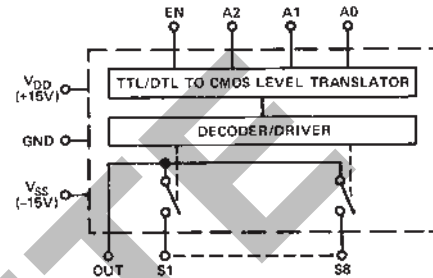 EN A2 A1 A0
VDD
(+15V)
TTL/DTL TO CMOS LEVEL TRANSLATOR
DECODER/DRIVER
GND
VSS
(−15V)
OUT S1 S8